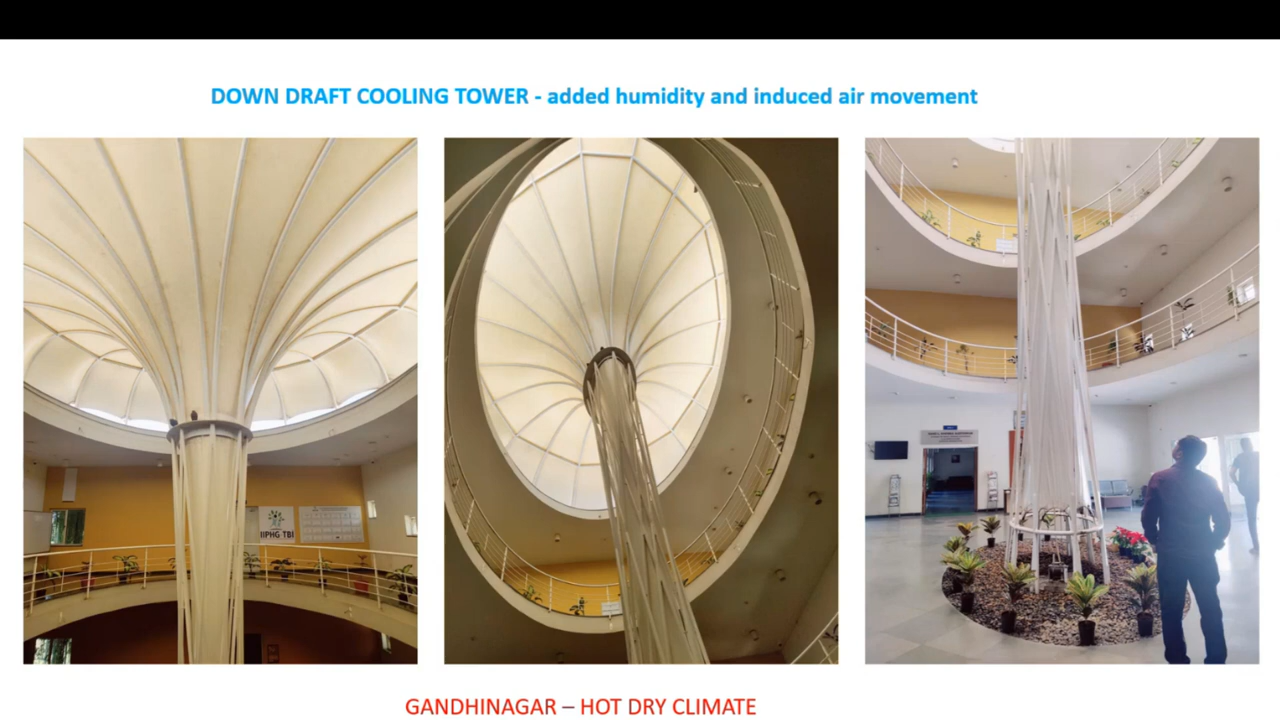 DOWN DRAFT COOLING TOWER - added humidity and induced air movement
IIPHG-TBI
GANDHINAGAR – HOT DRY CLIMATE